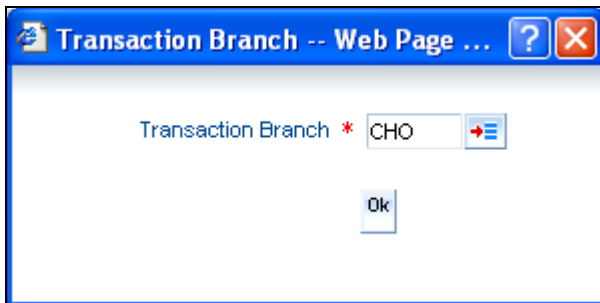 Transaction Branch -- Web Page ...
Transaction Branch * CHO
Ok